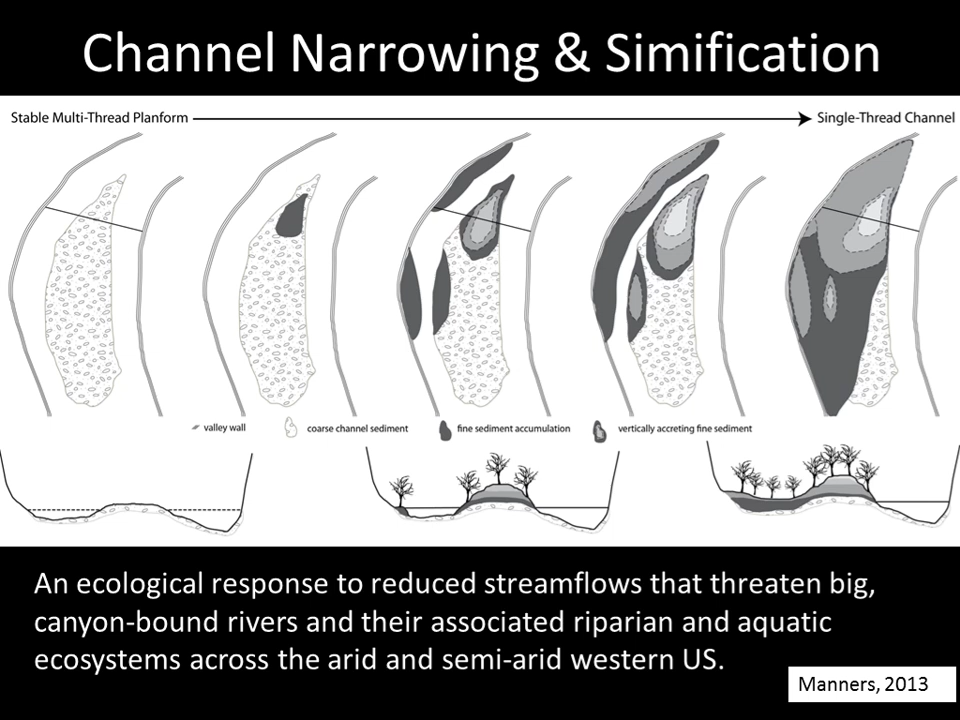 Channel Narrowing & Simification
Stable Multi-Thread Planform
Single-Thread Channel
valley wall
coarse channel sediment
fine sediment accumulation
vertically accreting fine sediment
An ecological response to reduced streamflows that threaten big,
canyon-bound rivers and their associated riparian and aquatic
ecosystems across the arid and semi-arid western US.
Manners, 2013